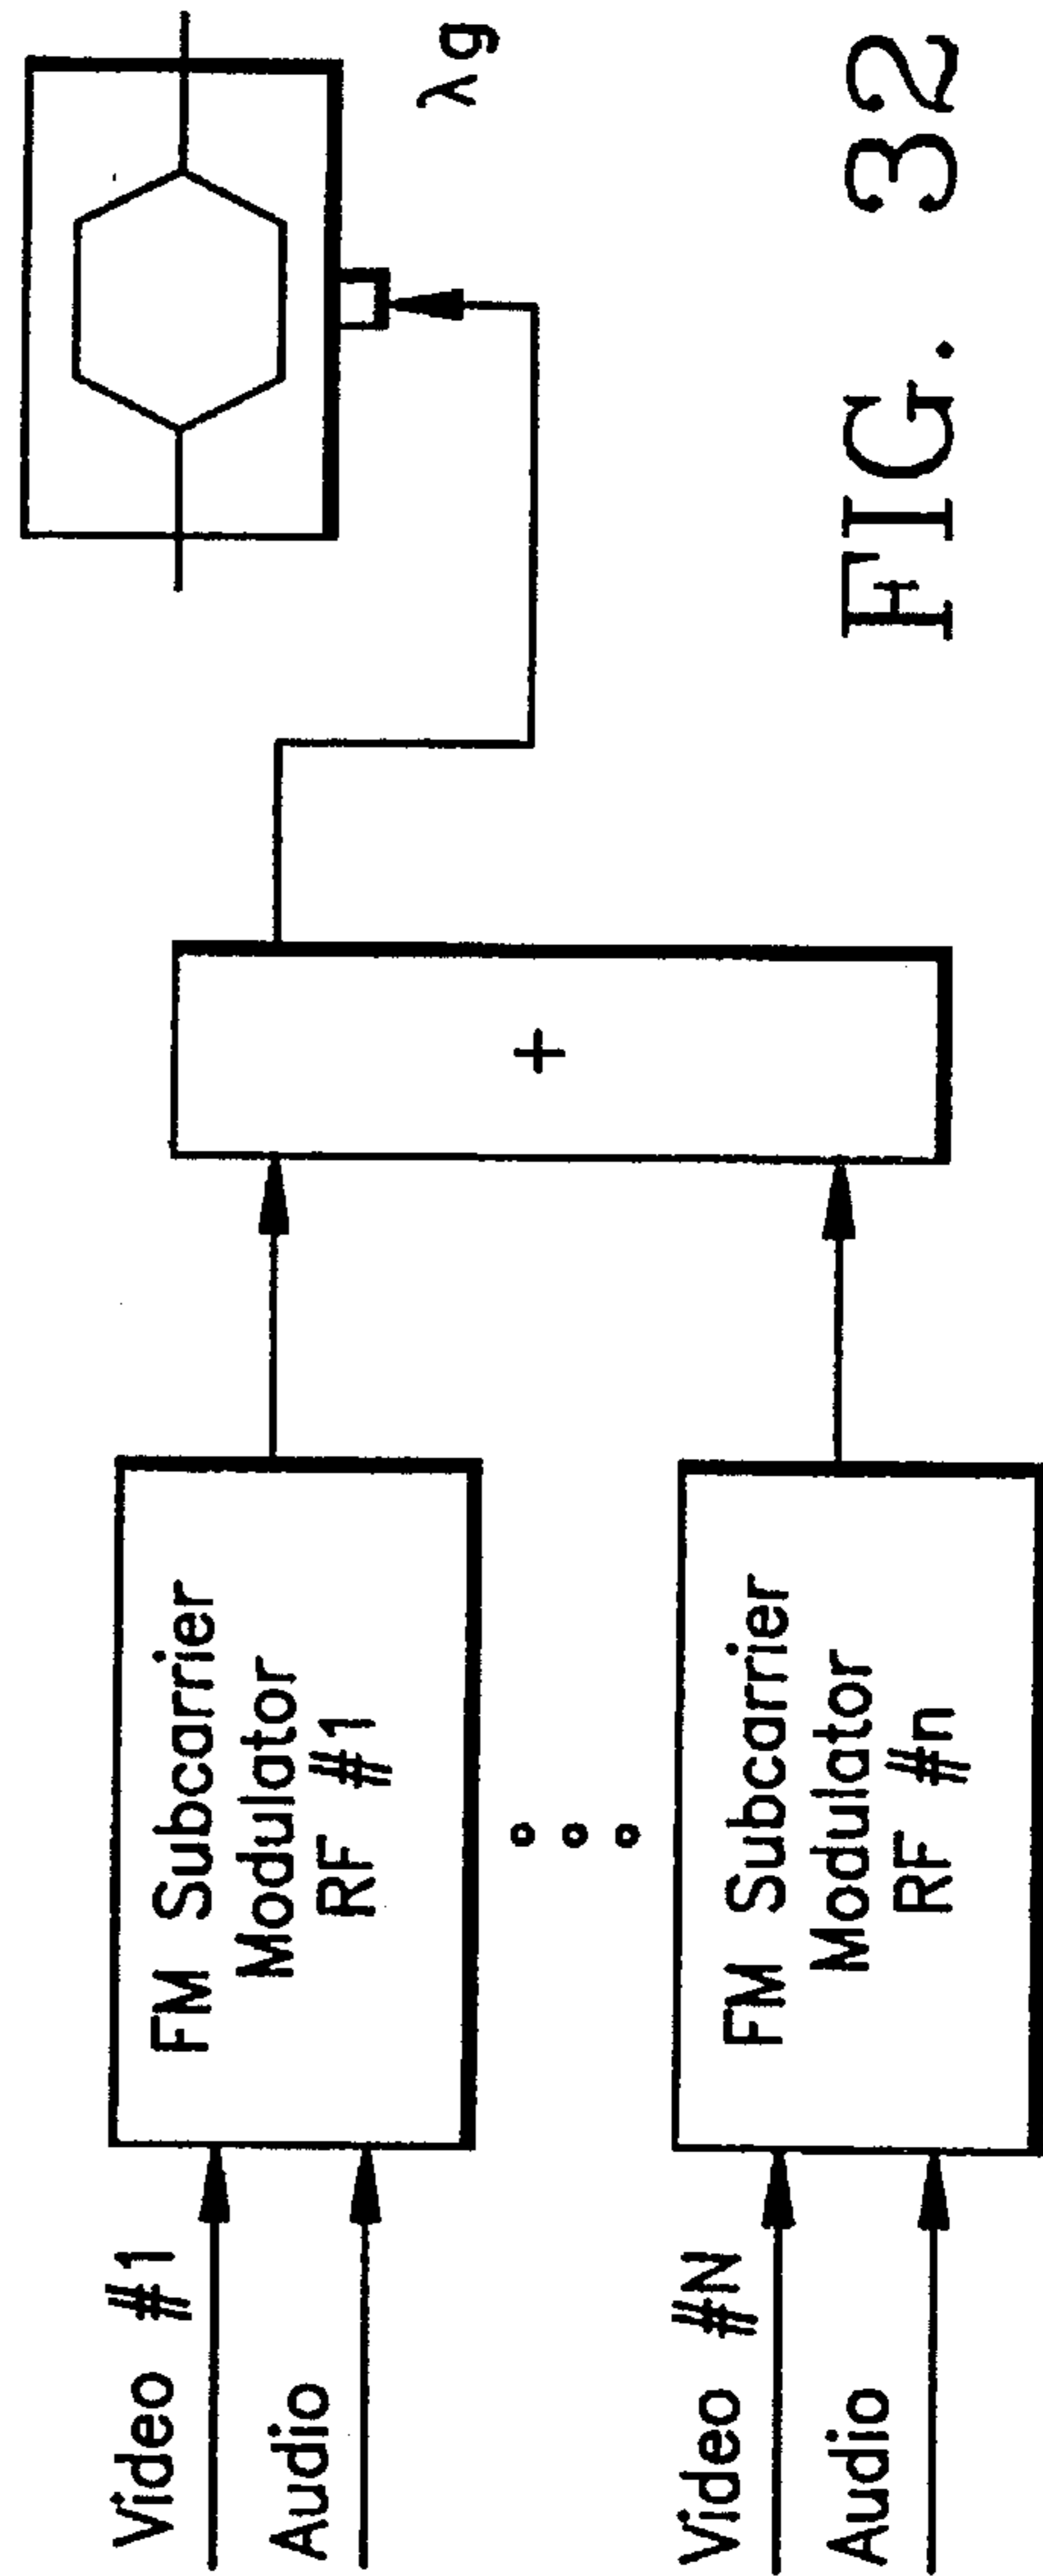 Video #1
Audio
FM Subcarrier
Modulator
RF #1
Video #N
Audio
FM Subcarrier
Modulator
RF #n
+
λg
FIG. 32